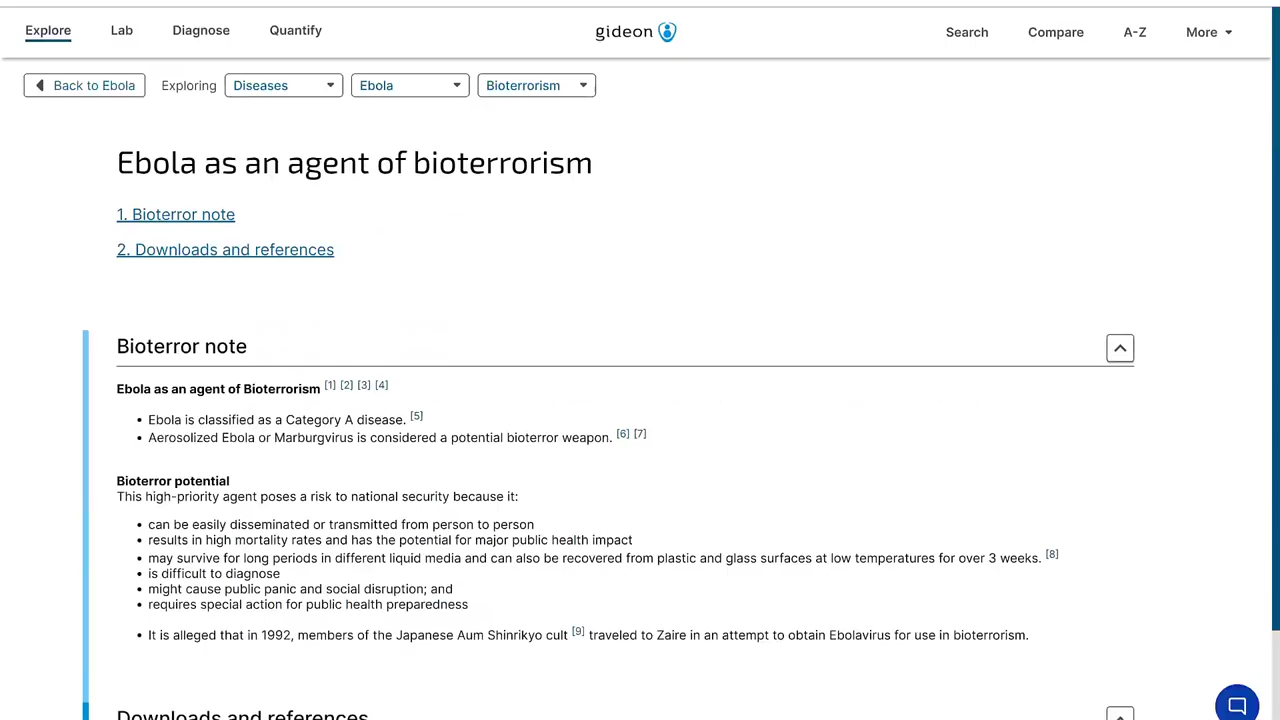 Explore Lab Diagnose Quantify gideon Search Compare A-Z More
Back to Ebola Exploring Diseases Ebola Bioterrorism
Ebola as an agent of bioterrorism
1. Bioterror note
2. Downloads and references
Bioterror note
Ebola as an agent of Bioterrorism [1] [2] [3] [4]
• Ebola is classified as a Category A disease. [5]
• Aerosolized Ebola or Marburgvirus is considered a potential bioterror weapon. [6] [7]
Bioterror potential
This high-priority agent poses a risk to national security because it:
• can be easily disseminated or transmitted from person to person
• results in high mortality rates and has the potential for major public health impact
• may survive for long periods in different liquid media and can also be recovered from plastic and glass surfaces at low temperatures for over 3 weeks. [8]
• is difficult to diagnose
• might cause public panic and social disruption; and
• requires special action for public health preparedness
• It is alleged that in 1992, members of the Japanese Aum Shinrikyo cult [9] traveled to Zaire in an attempt to obtain Ebolavirus for use in bioterrorism.
Downloads and references